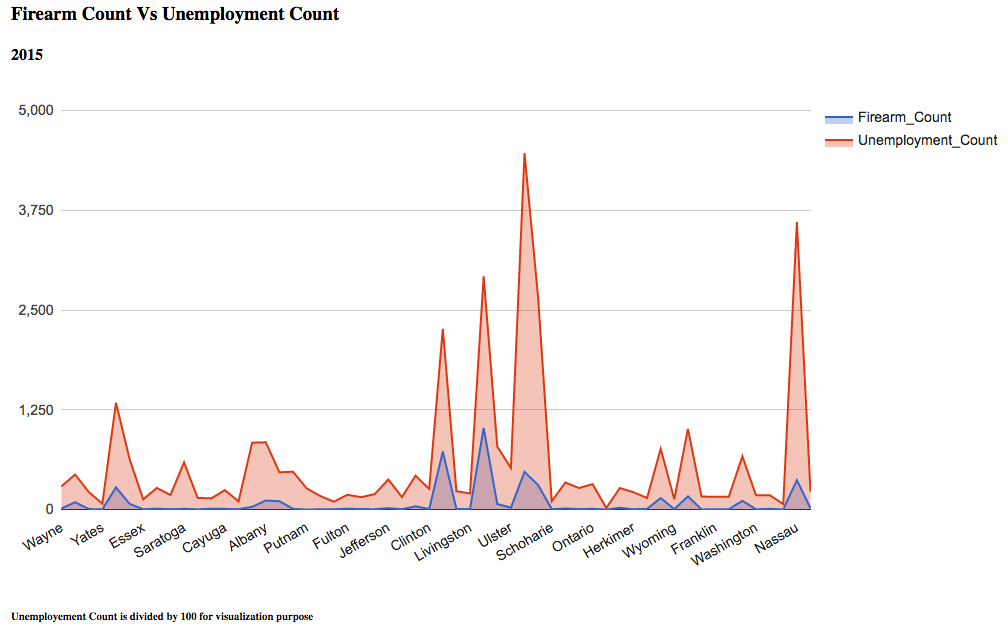 Firearm Count Vs Unemployment Count
2015
5,000
3,750
2,500
1,250
0
Firearm_Count
Unemployment_Count
Wayne
Yates
Essex
Saratoga
Cayuga
Albany
Putnam
Fulton
Jefferson
Clinton
Livingston
Ulster
Schoharie
Ontario
Herkimer
Wyoming
Franklin
Washington
Nassau
Unemployement Count is divided by 100 for visualization purpose